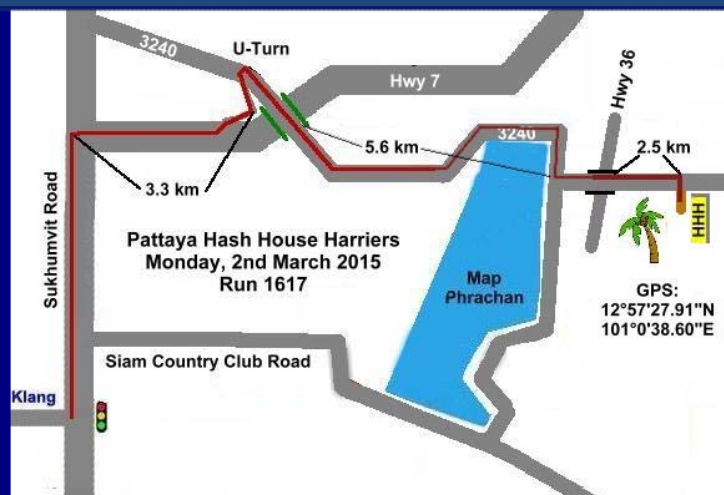 3240
U-Turn
Hwy 7
Hwy 36
3240
5.6 km
2.5 km
3.3 km
Sukhumvit Road
Pattaya Hash House Harriers
Monday, 2nd March 2015
Run 1617
Map
Phrachan
HHH
GPS:
12°57'27.91"N
101°0'38.60"E
Siam Country Club Road
Klang